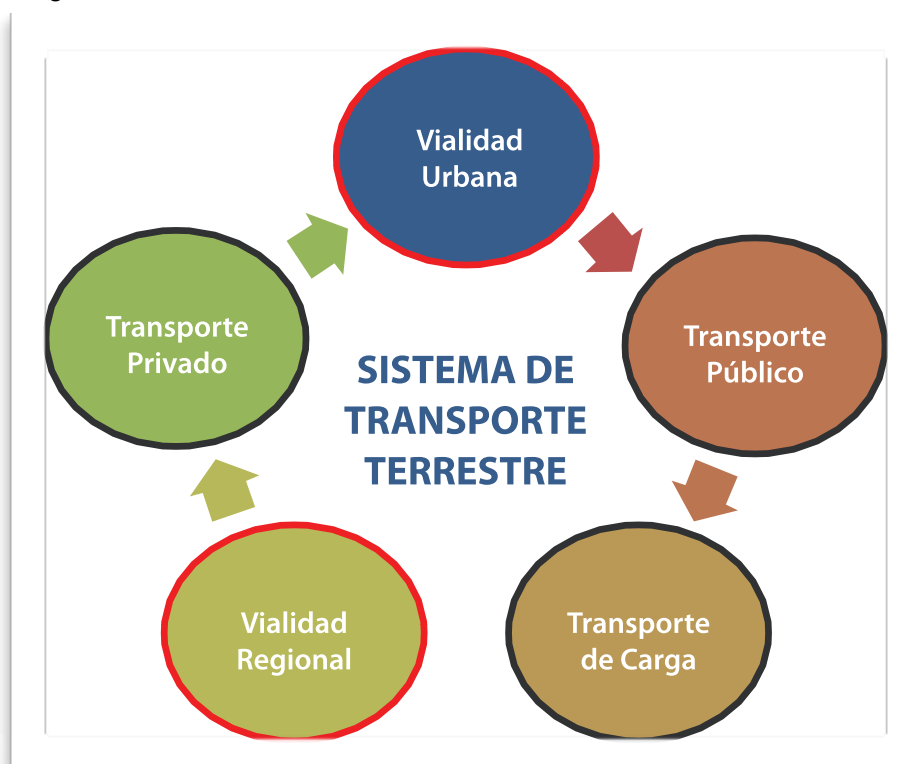 Vialidad
Urbana
Transporte
Privado
Transporte
Público
SISTEMA DE
TRANSPORTE
TERRESTRE
Vialidad
Regional
Transporte
de Carga